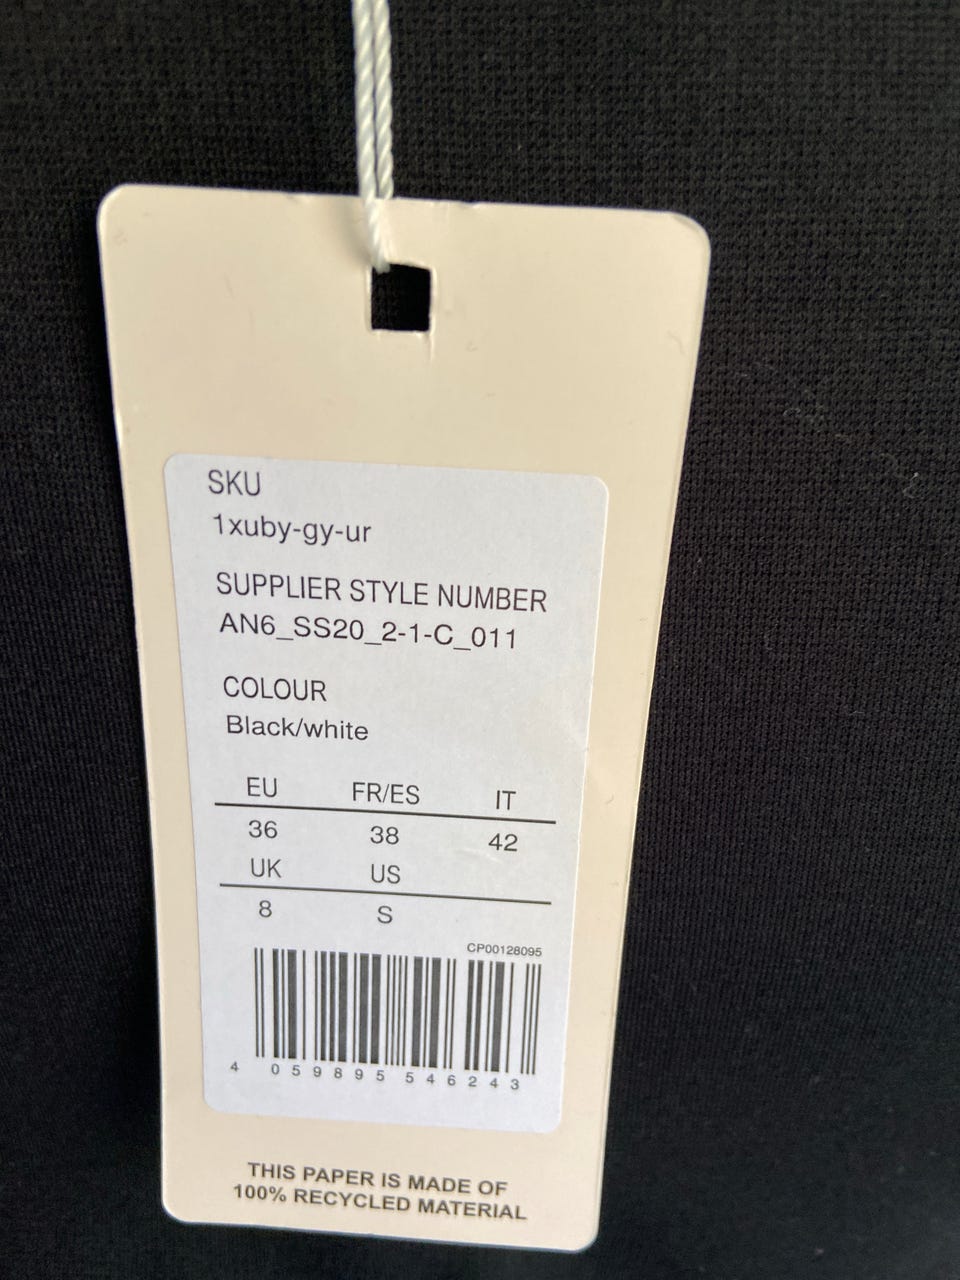 SKU
1xuby-gy-ur
SUPPLIER STYLE NUMBER
AN6_SS20_2-1-C_011
COLOUR
Black/white
EU FR/ES IT
36 38 42
UK US
8 S
CP00128095
4 059895 546243
THIS PAPER IS MADE OF
100% RECYCLED MATERIAL